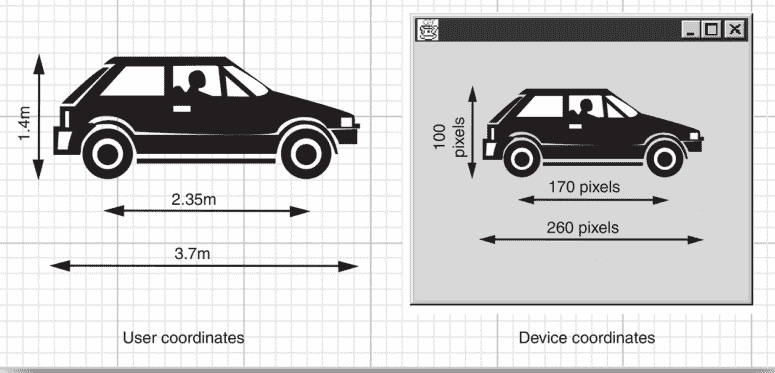 1.4m
2.35m
3.7m
User coordinates
100
pixels
170 pixels
260 pixels
Device coordinates